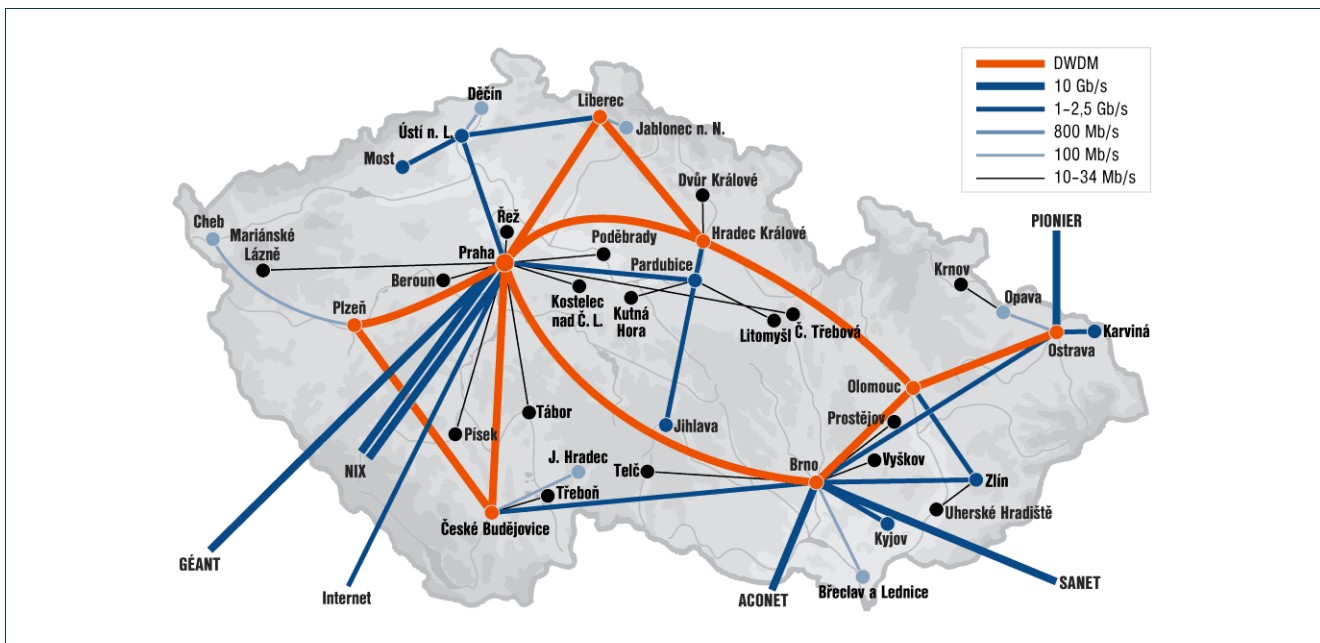 DWDM
10 Gb/s
1–2,5 Gb/s
800 Mb/s
100 Mb/s
10–34 Mb/s
Děčín
Liberec
Ústí n. L.
Jablonec n. N.
Most
Dvůr Králové
Cheb
Řež
PIONIER
Mariánské
Lázně
Praha
Poděbrady
Hradec Králové
Beroun
Pardubice
Krnov
Opava
Plzeň
Kostelec
nad Č. L.
Kutná
Hora
Litomyšl
Č. Třebová
Karviná
Ostrava
Olomouc
Tábor
Prostějov
Písek
Jihlava
NIX
J. Hradec
Telč
Brno
Vyškov
Třeboň
Zlín
České Budějovice
Uherské Hradiště
Kyjov
GÉANT
Internet
ACONET
Břeclav a Lednice
SANET